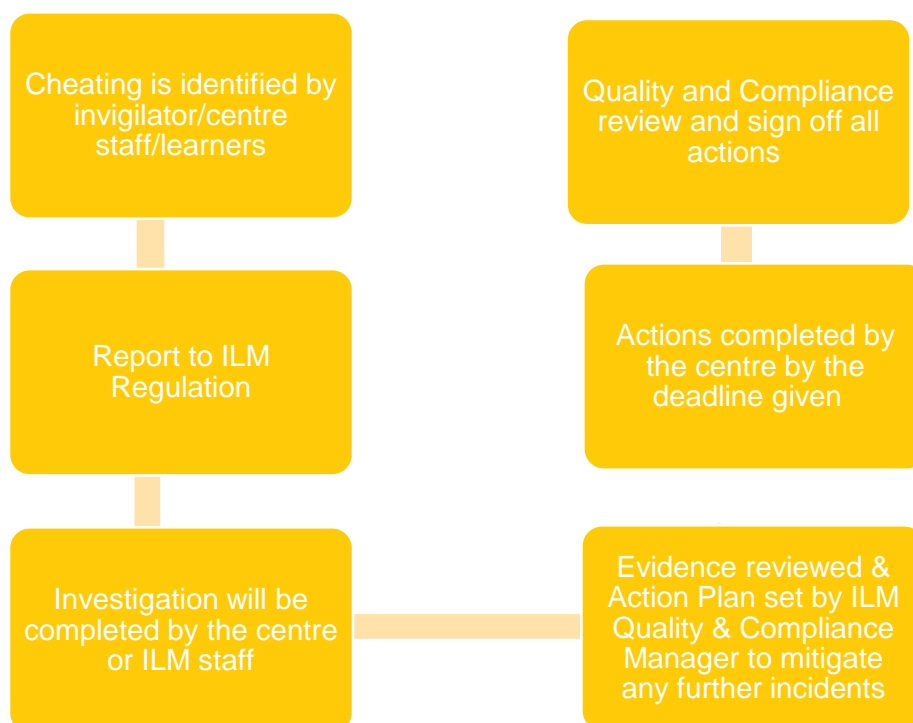 Cheating is identified by
invigilator/centre
staff/learners
Report to ILM
Regulation
Investigation will be
completed by the centre
or ILM staff
Evidence reviewed &
Action Plan set by ILM
Quality & Compliance
Manager to mitigate
any further incidents
Actions completed by
the centre by the
deadline given
Quality and Compliance
review and sign off all
actions